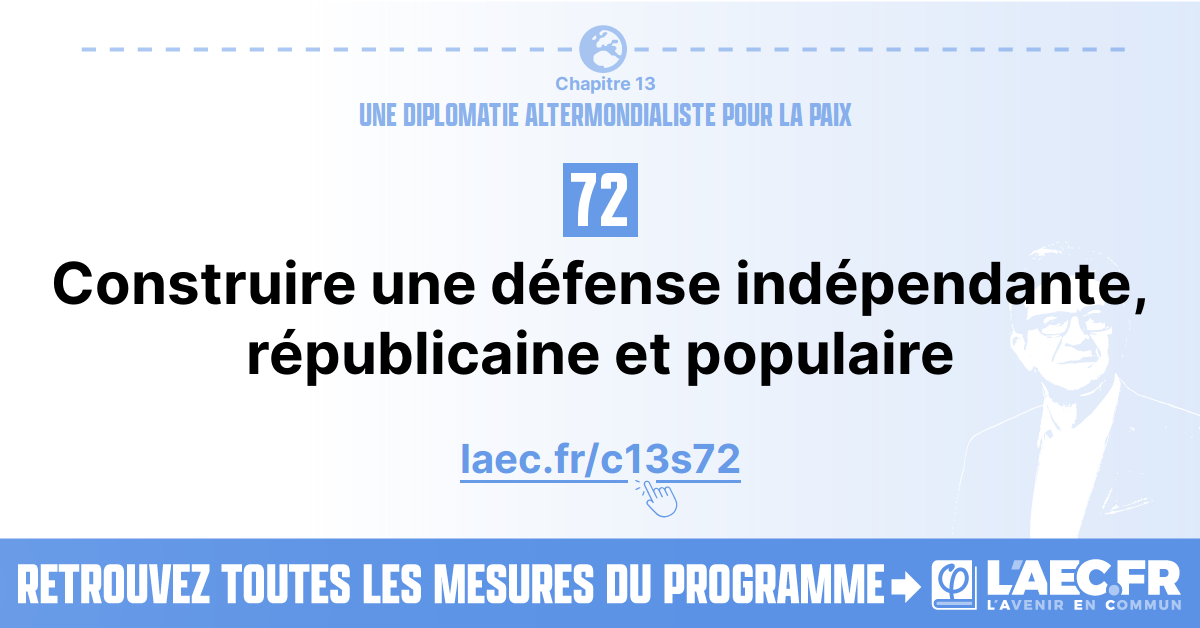 Chapitre 13
UNE DIPLOMATIE ALTERMONDIALISTE POUR LA PAIX
72
Construire une défense indépendante,
républicaine et populaire
laec.fr/c13s72
RETROUVEZ TOUTES LES MESURES DU PROGRAMME
φ
L'AEC.FR
L'AVENIR EN COMMUN